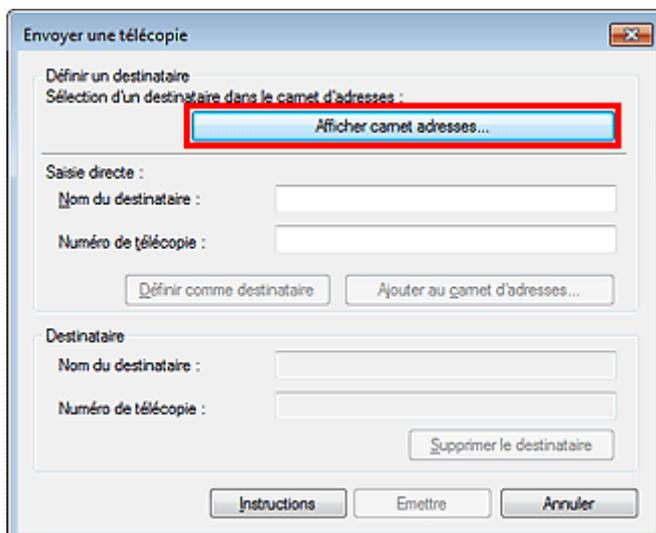 Envoyer une télécopie
Définir un destinataire
Sélection d'un destinataire dans le carnet d'adresses :
Afficher carnet adresses...
Saisie directe :
Nom du destinataire :
Numéro de télécopie :
Définir comme destinataire
Ajouter au carnet d'adresses...
Destinataire
Nom du destinataire :
Numéro de télécopie :
Supprimer le destinataire
Instructions
Emettre
Annuler